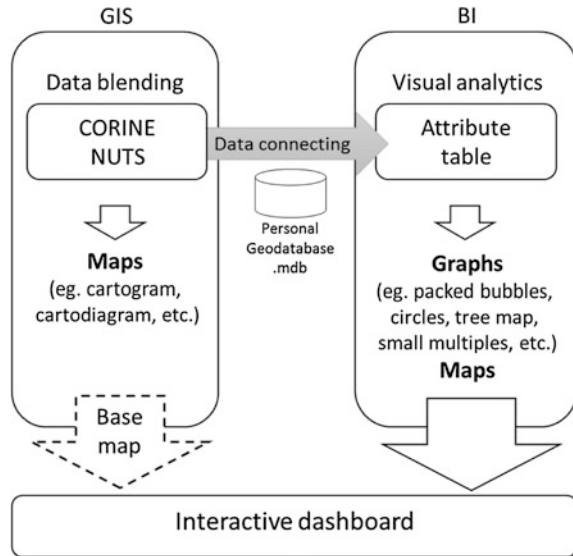 GIS
Data blending
CORINE
NUTS
Maps
(eg. cartogram,
cartodiagram, etc.)
Base
map
Data connecting
Personal
Geodatabase
.mdb
BI
Visual analytics
Attribute
table
Graphs
(eg. packed bubbles,
circles, tree map,
small multiples, etc.)
Maps
Interactive dashboard